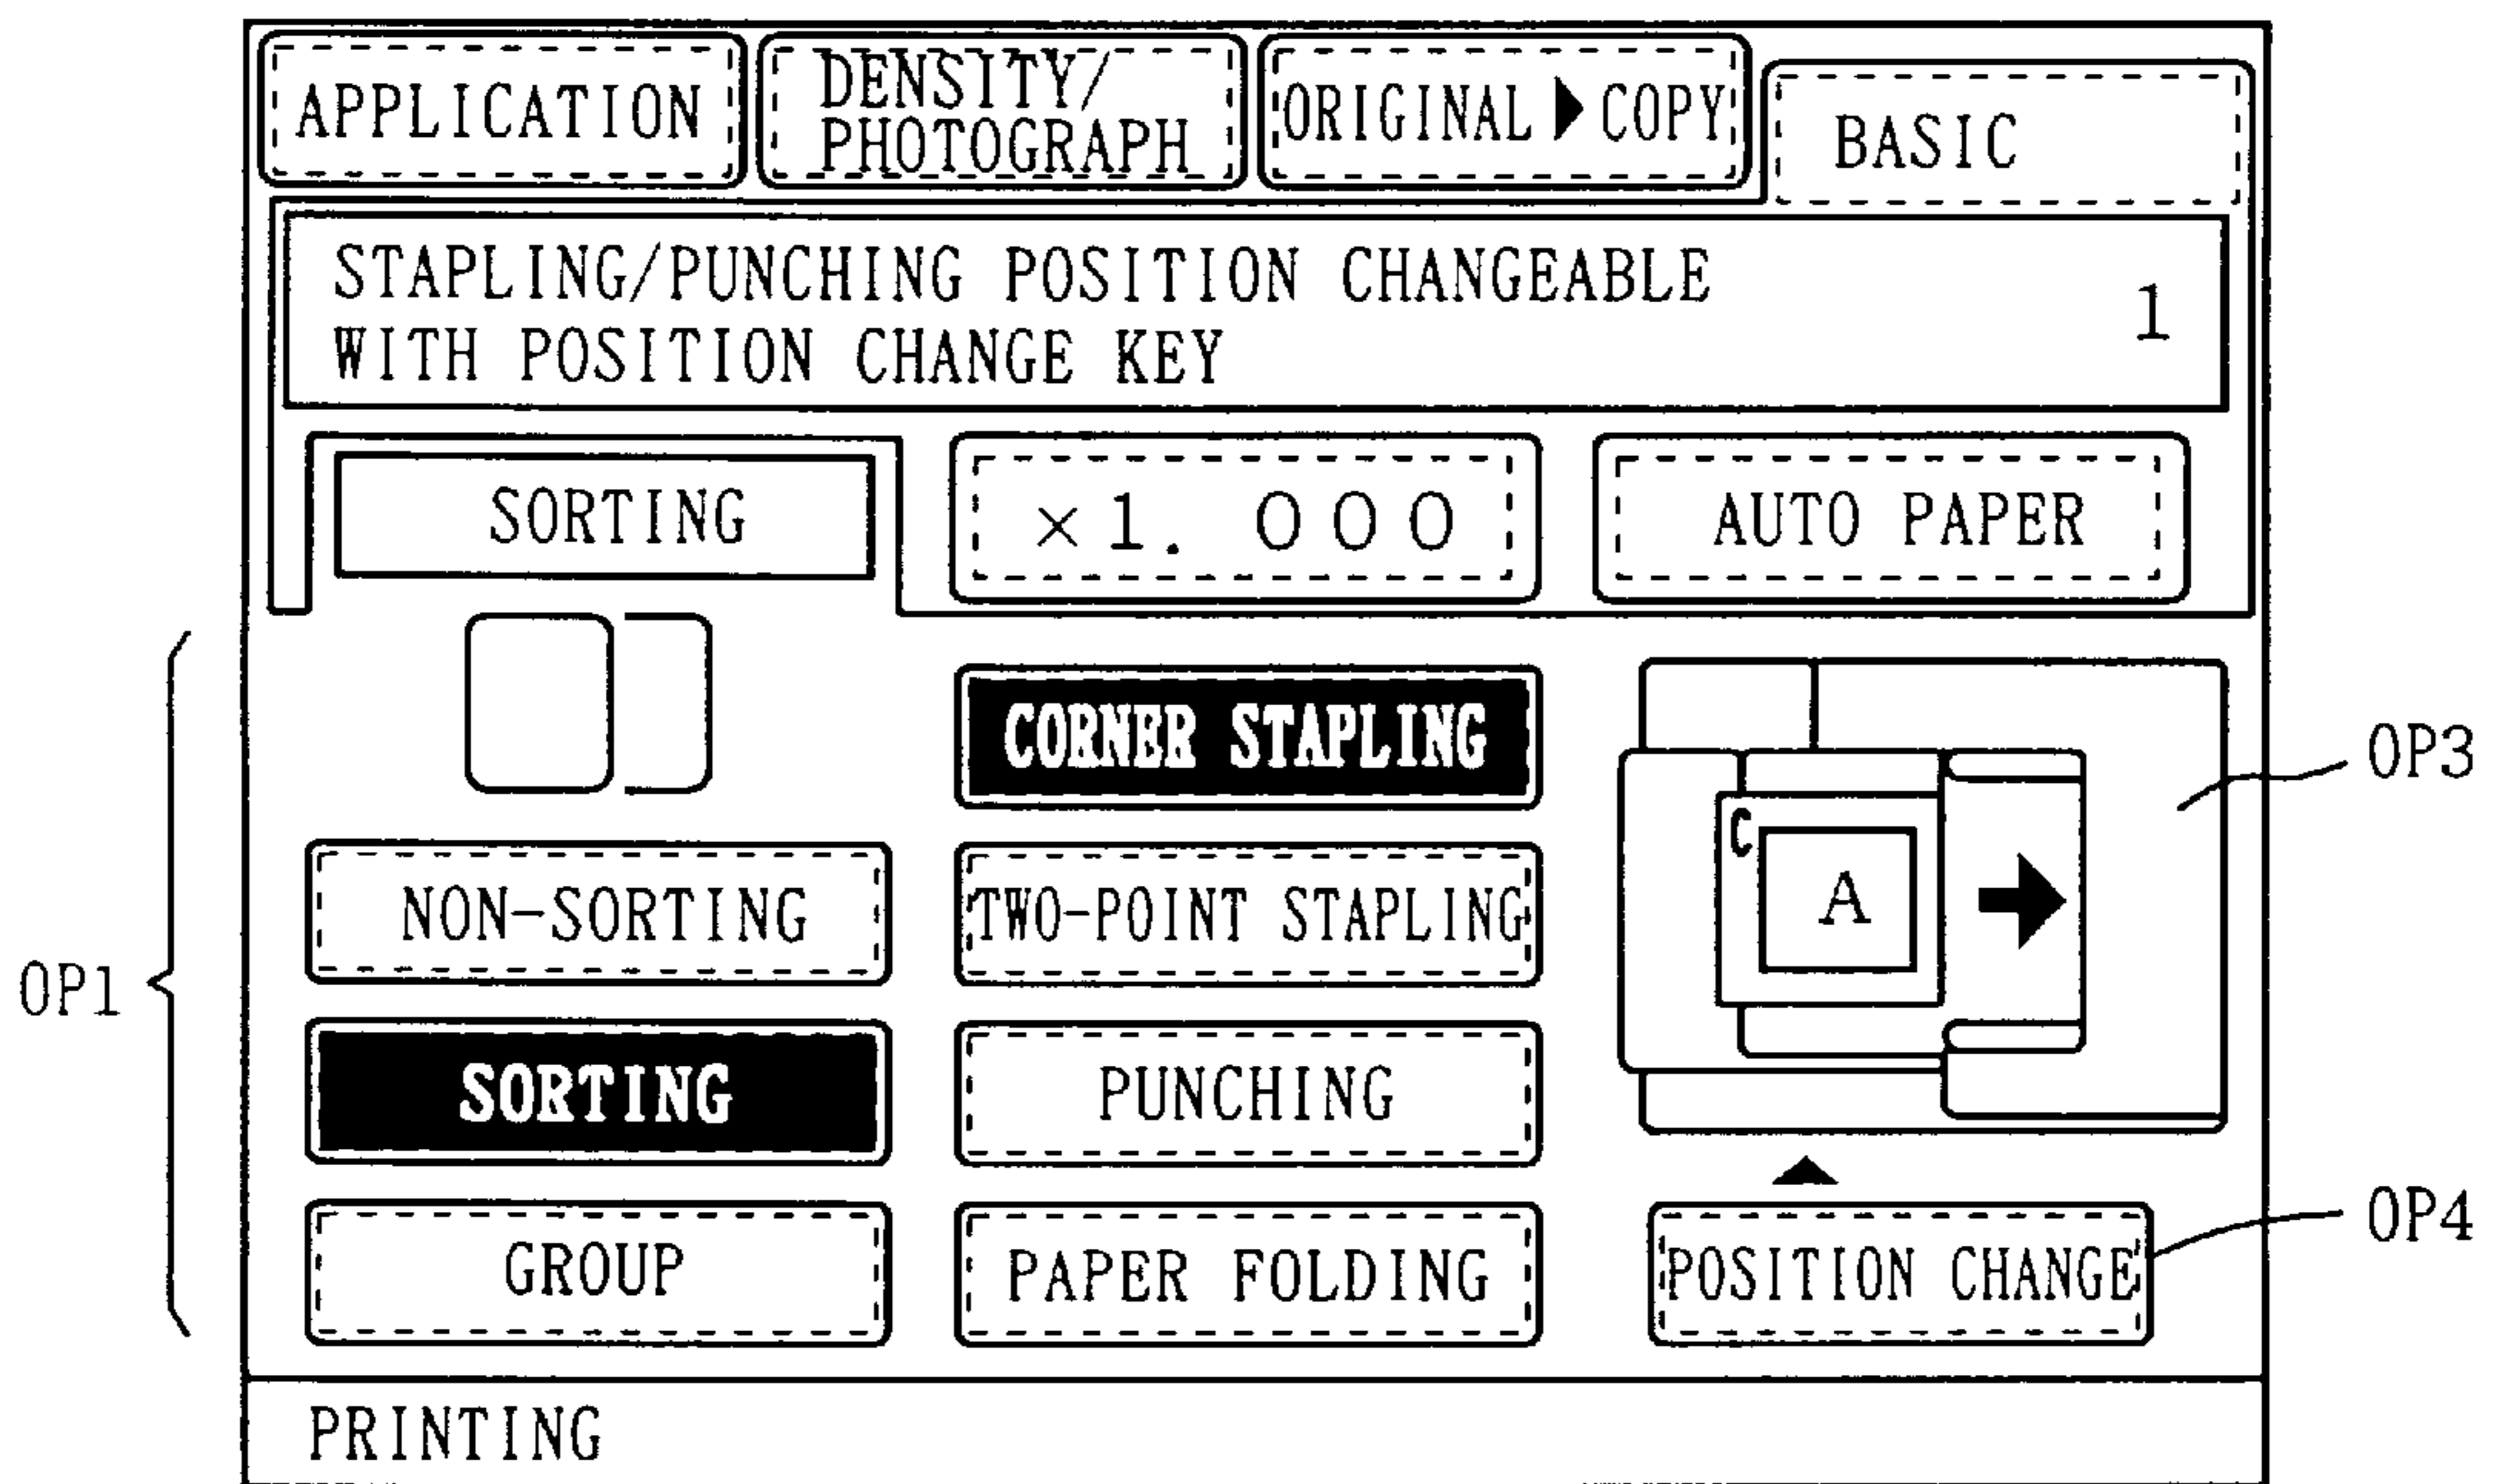 APPLICATION
DENSITY/
PHOTOGRAPH
ORIGINAL ▶ COPY
BASIC
STAPLING/PUNCHING POSITION CHANGEABLE
WITH POSITION CHANGE KEY
1
SORTING
×1. 000
AUTO PAPER
CORNER STAPLING
OP3
C
A
NON-SORTING
TWO-POINT STAPLING
OP1
SORTING
PUNCHING
GROUP
PAPER FOLDING
POSITION CHANGE
OP4
PRINTING